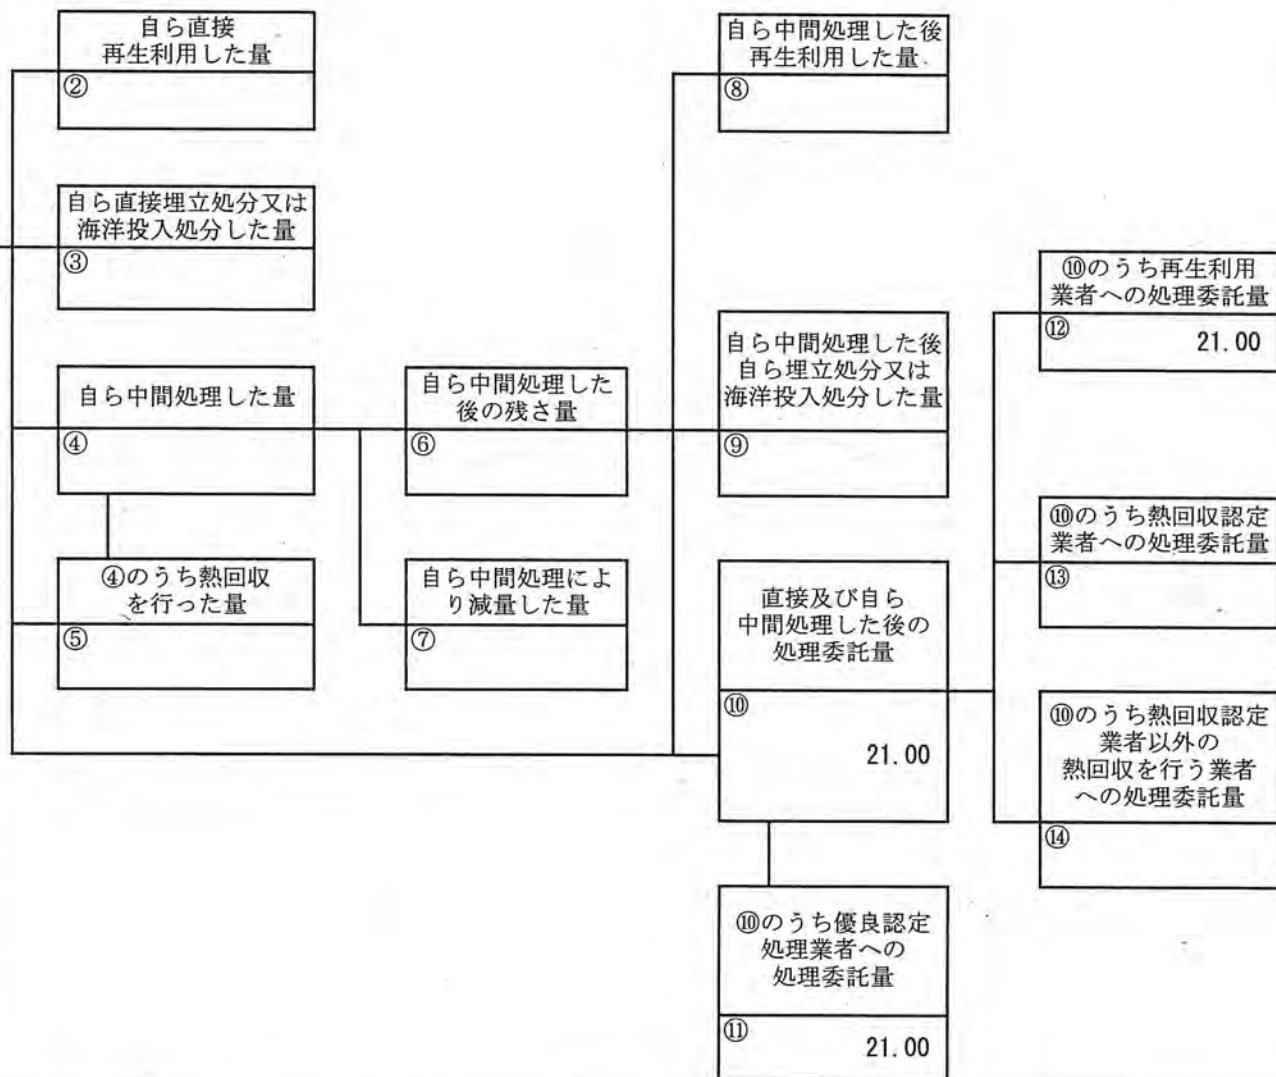 自ら直接
再生利用した量
②
自ら直接埋立処分又は
海洋投入処分した量
③
自ら中間処理した量
④
④のうち熱回収
を行った量
⑤
自ら中間処理した
後の残さ量
⑥
自ら中間処理によ
り減量した量
⑦
自ら中間処理した後
再生利用した量
⑧
自ら中間処理した後
自ら埋立処分又は
海洋投入処分した量
⑨
直接及び自ら
中間処理した後の
処理委託量
⑩
21.00
⑩のうち優良認定
処理業者への
処理委託量
⑪
21.00
⑩のうち再生利用
業者への処理委託量
⑫
21.00
⑩のうち熱回収認定
業者への処理委託量
⑬
⑩のうち熱回収認定
業者以外の
熱回収を行う業者
への処理委託量
⑭